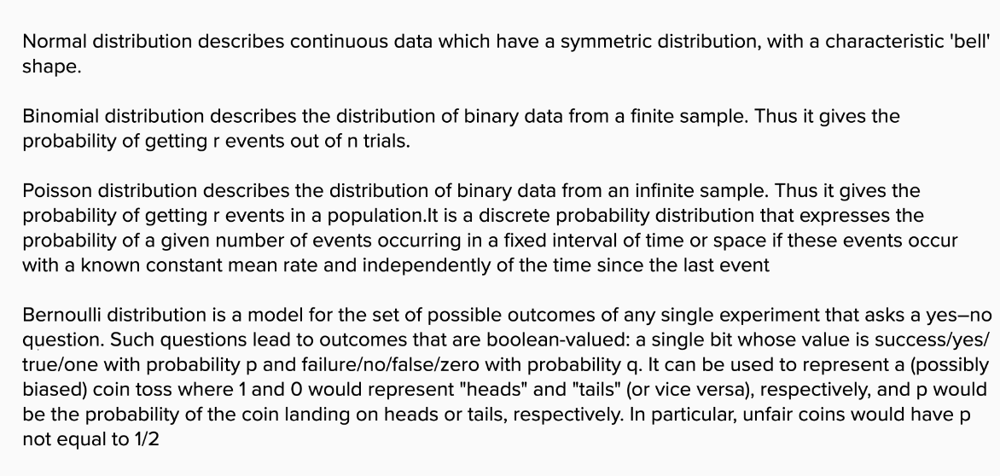 Normal distribution describes continuous data which have a symmetric distribution, with a characteristic 'bell'
shape.
Binomial distribution describes the distribution of binary data from a finite sample. Thus it gives the
probability of getting r events out of n trials.
Poisson distribution describes the distribution of binary data from an infinite sample. Thus it gives the
probability of getting r events in a population.It is a discrete probability distribution that expresses the
probability of a given number of events occurring in a fixed interval of time or space if these events occur
with a known constant mean rate and independently of the time since the last event
Bernoulli distribution is a model for the set of possible outcomes of any single experiment that asks a yes–no
question. Such questions lead to outcomes that are boolean-valued: a single bit whose value is success/yes/
true/one with probability p and failure/no/false/zero with probability q. It can be used to represent a (possibly
biased) coin toss where 1 and 0 would represent "heads" and "tails" (or vice versa), respectively, and p would
be the probability of the coin landing on heads or tails, respectively. In particular, unfair coins would have p
not equal to 1/2